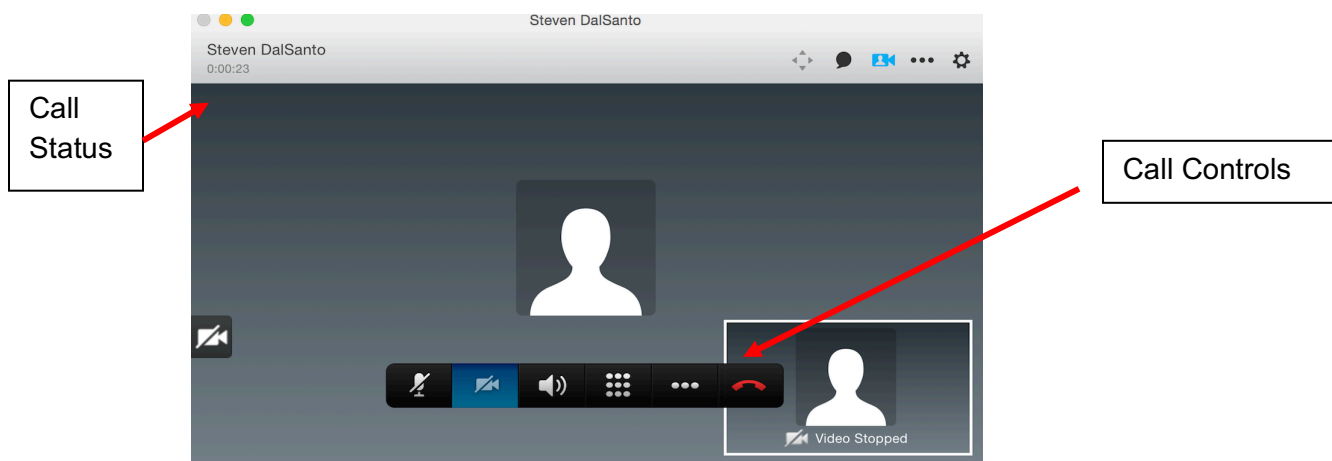 Steven DalSanto
Steven DalSanto
0:00:23
Call
Status
Call Controls
Video Stopped